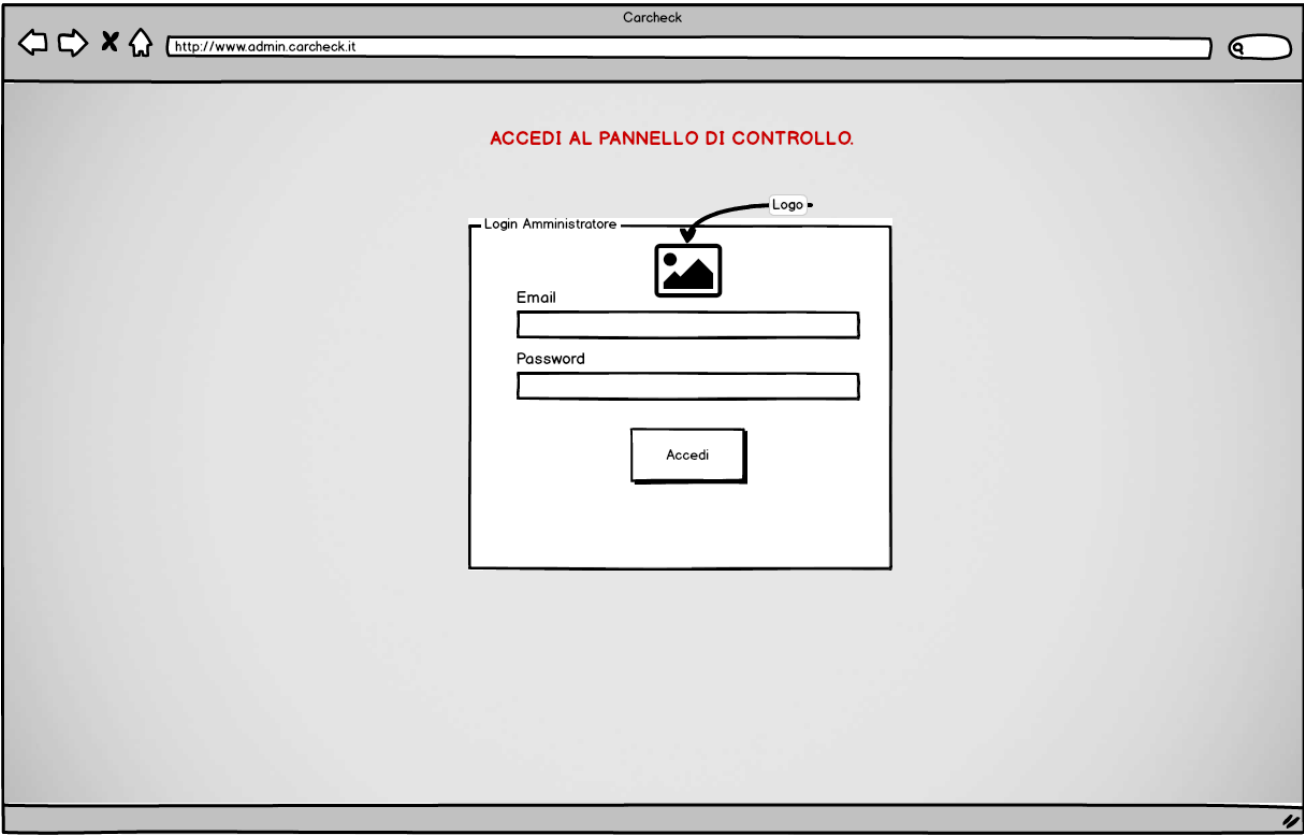 Carcheck
http://www.admin.carcheck.it
ACCEDI AL PANNELLO DI CONTROLLO.
Logo
Login Amministratore
Email
Password
Accedi